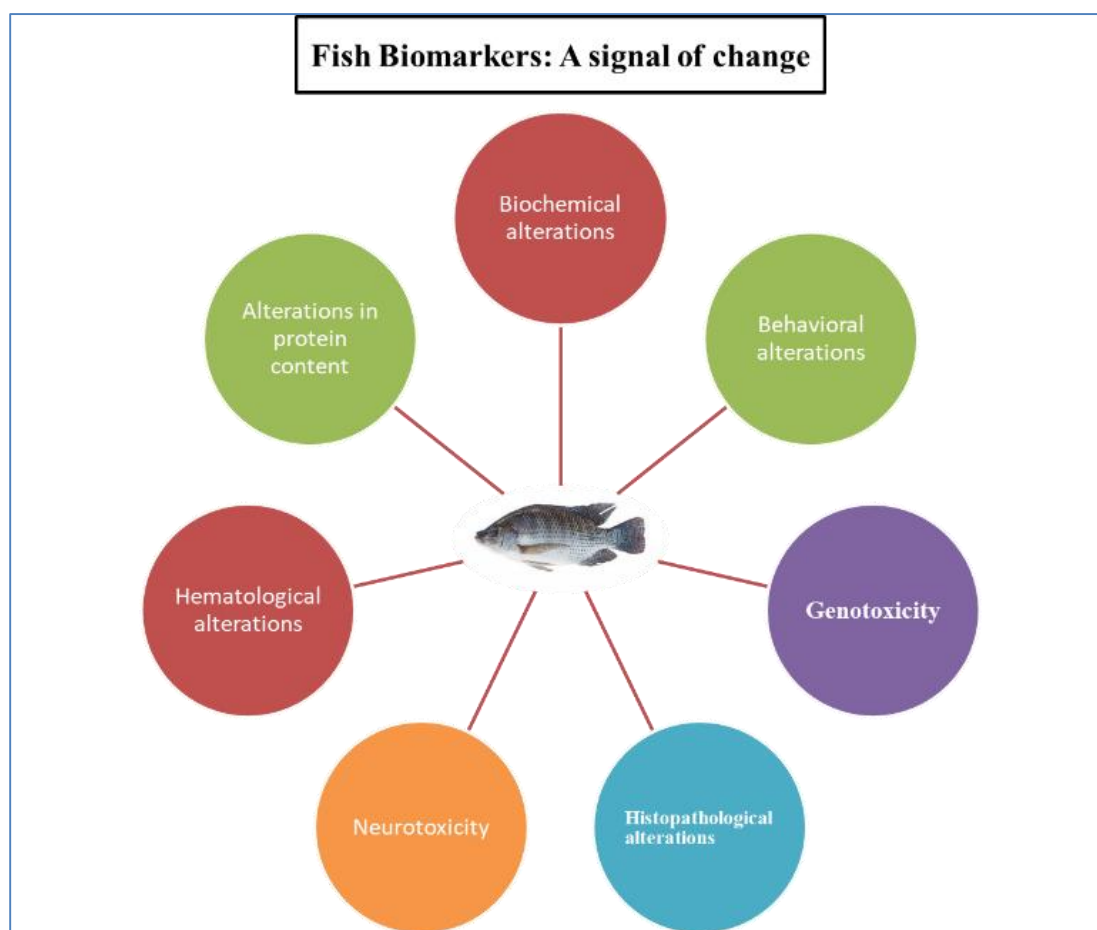 Fish Biomarkers: A signal of change
Biochemical
alterations
Alterations in
protein
content
Behavioral
alterations
Hematological
alterations
Genotoxicity
Neurotoxicity
Histopathological
alterations